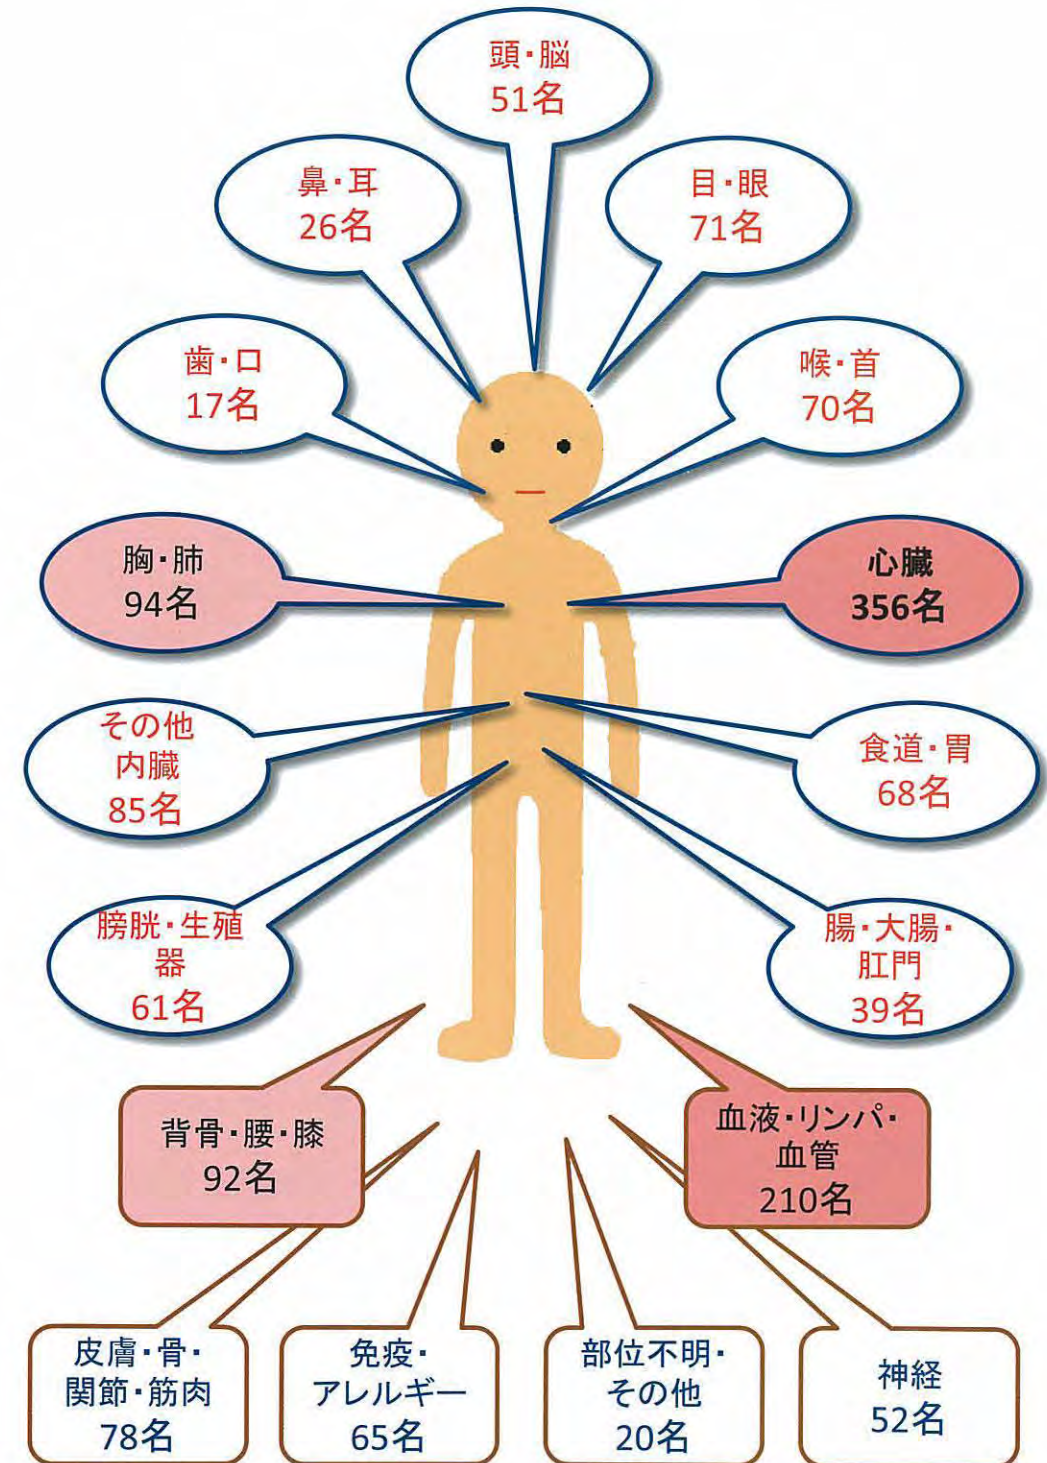 頭・脳
51名
鼻・耳
26名
目・眼
71名
歯・口
17名
喉・首
70名
胸・肺
94名
心臓
356名
その他
内臓
85名
食道・胃
68名
膀胱・生殖
器
61名
腸・大腸・
肛門
39名
背骨・腰・膝
92名
血液・リンパ・
血管
210名
皮膚・骨・
関節・筋肉
78名
免疫・
アレルギー
65名
部位不明・
その他
20名
神経
52名